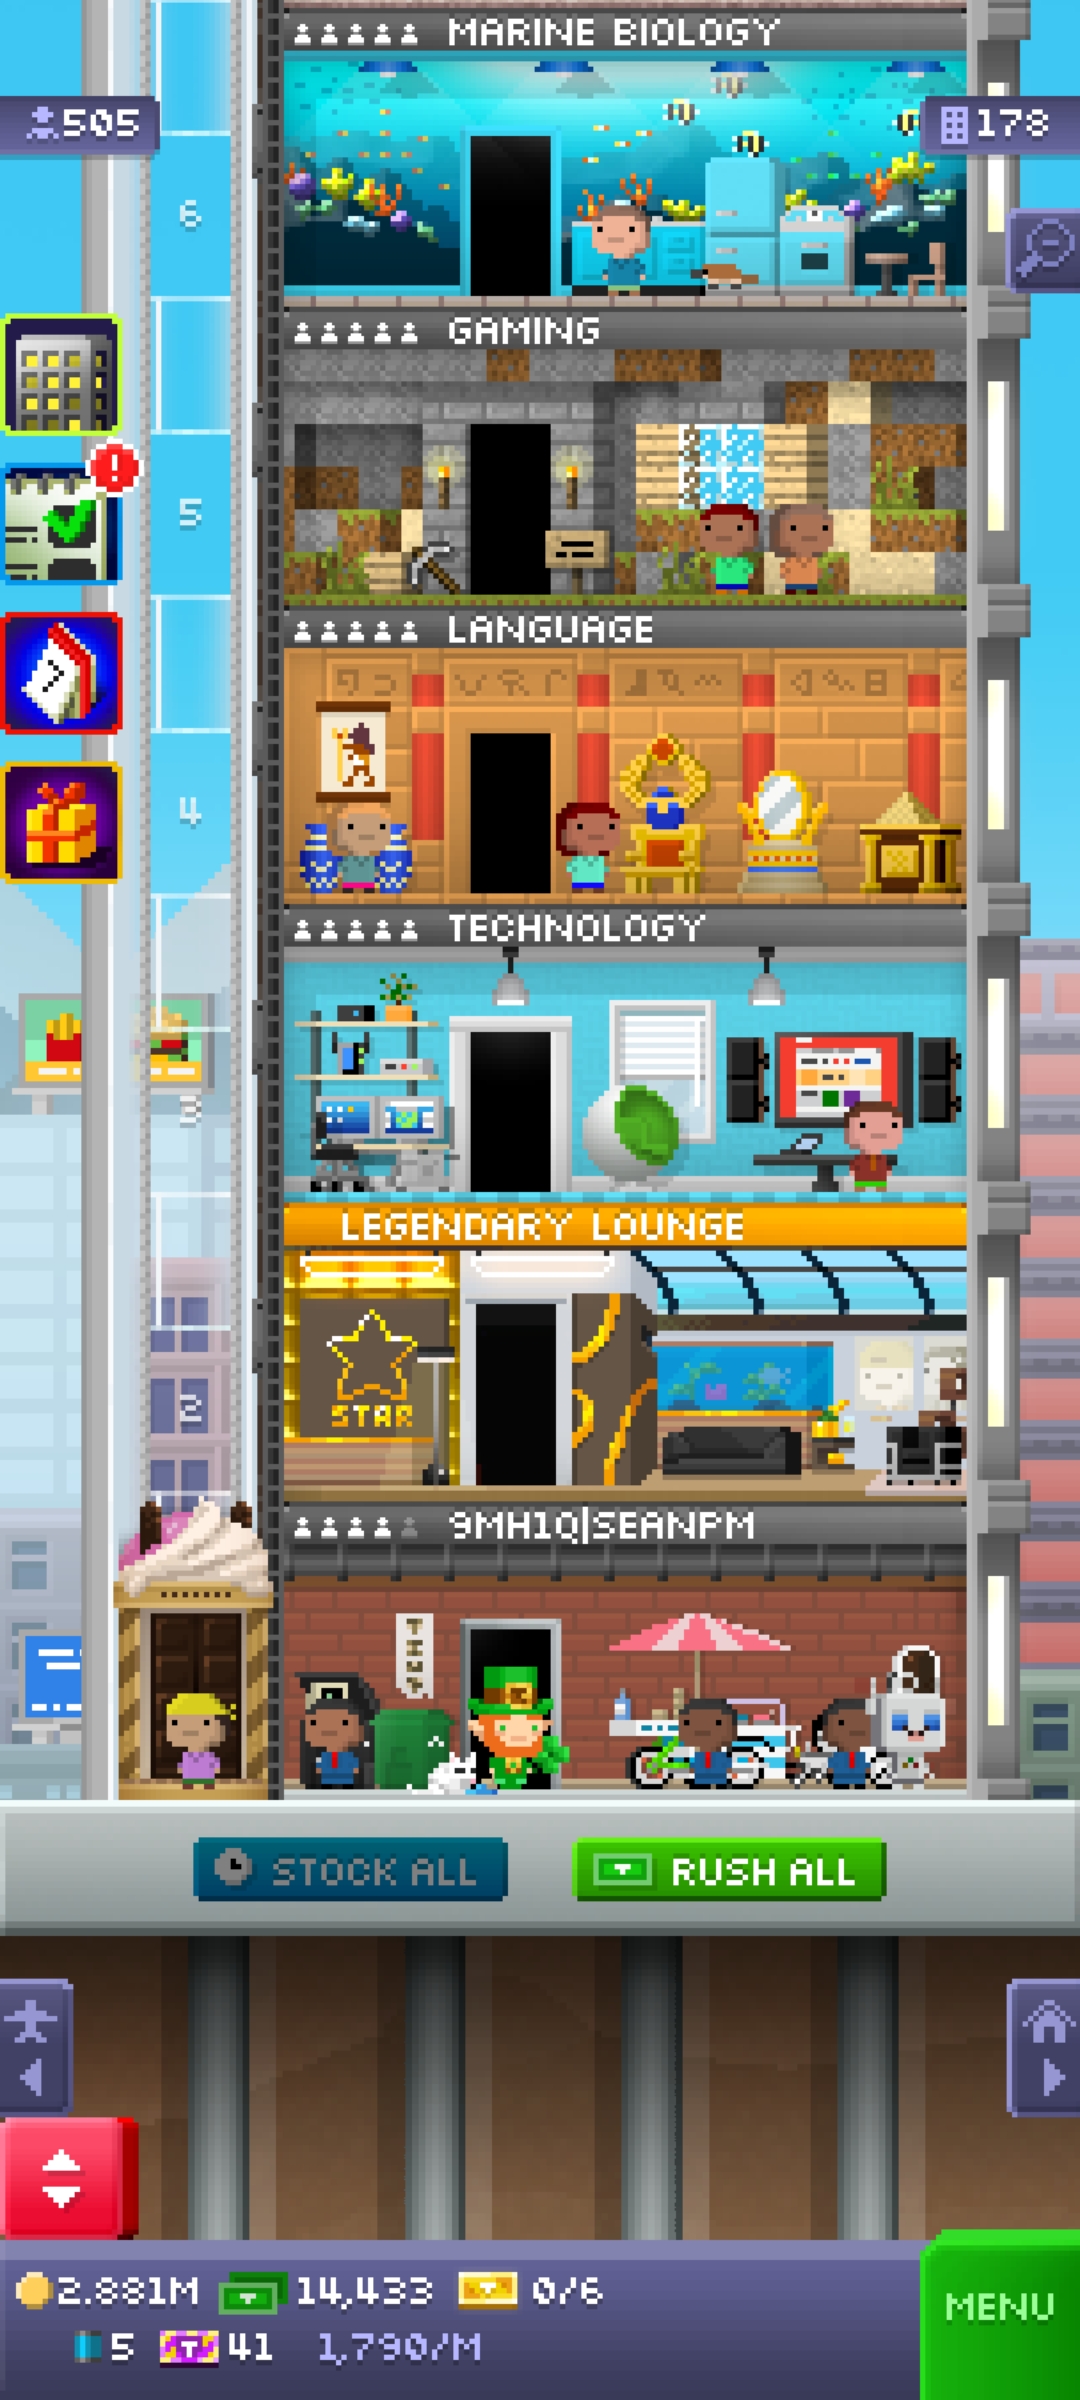 MARINE BIOLOGY
505
178
6
GAMING
5
LANGUAGE
7
4
TECHNOLOGY
3
LEGENDARY LOUNGE
STAR
2
9MH1Q|SEANPM
STOCK ALL
RUSH ALL
2.881M
14,433
0/6
5
41
1,790/M
MENU